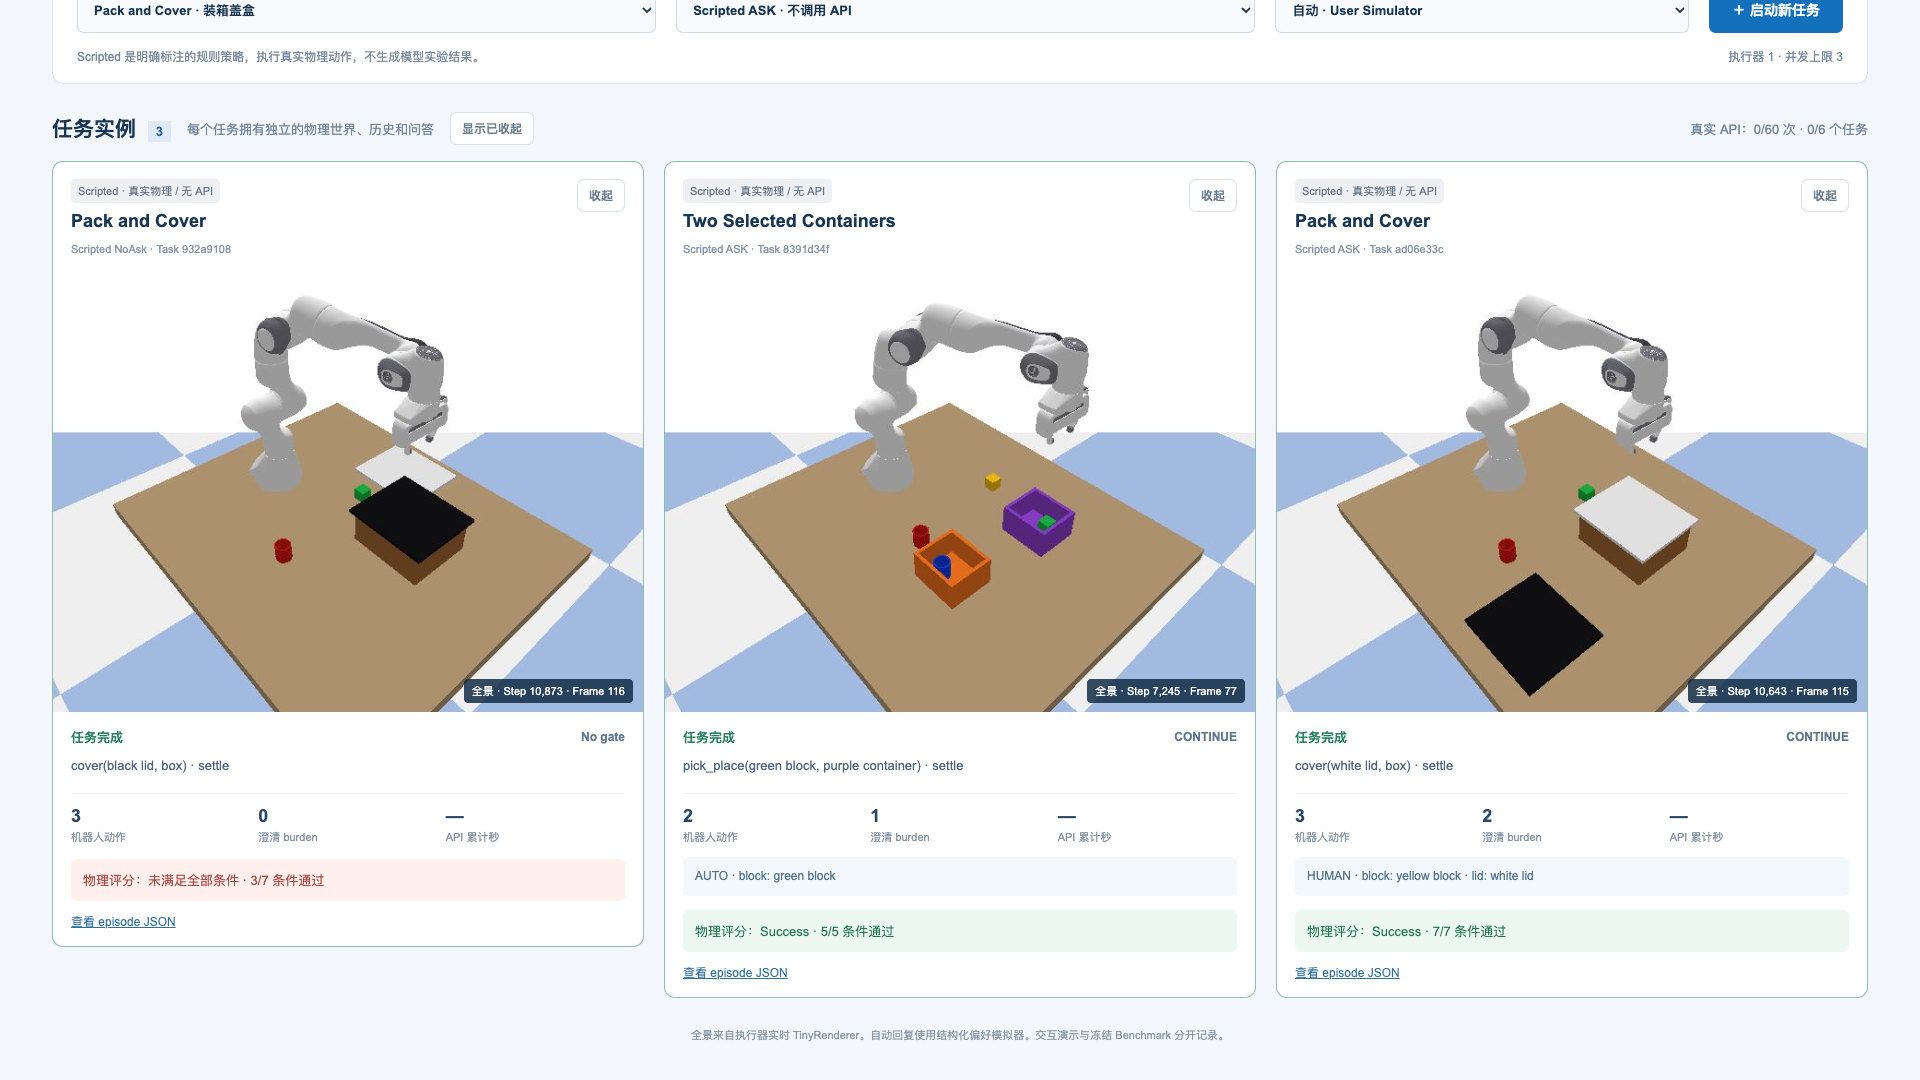 Pack and Cover · 装箱盖盒
Scripted ASK · 不调用 API
自动 · User Simulator
＋ 启动新任务
Scripted 是明确标注的规则策略，执行真实物理动作，不生成模型实验结果。
执行器 1 · 并发上限 3
任务实例 3 每个任务拥有独立的物理世界、历史和问答 显示已收起
真实 API：0/60 次 · 0/6 个任务
Scripted · 真实物理 / 无 API
收起
Pack and Cover
Scripted NoAsk · Task 932a9108
全景 · Step 10,873 · Frame 116
任务完成
No gate
cover(black lid, box) · settle
3
0
—
机器人动作
澄清 burden
API 累计秒
物理评分：未满足全部条件 · 3/7 条件通过
查看 episode JSON
Scripted · 真实物理 / 无 API
收起
Two Selected Containers
Scripted ASK · Task 8391d34f
全景 · Step 7,245 · Frame 77
任务完成
CONTINUE
pick_place(green block, purple container) · settle
2
1
—
机器人动作
澄清 burden
API 累计秒
AUTO · block: green block
物理评分：Success · 5/5 条件通过
查看 episode JSON
Scripted · 真实物理 / 无 API
收起
Pack and Cover
Scripted ASK · Task ad06e33c
全景 · Step 10,643 · Frame 115
任务完成
CONTINUE
cover(white lid, box) · settle
3
2
—
机器人动作
澄清 burden
API 累计秒
HUMAN · block: yellow block · lid: white lid
物理评分：Success · 7/7 条件通过
查看 episode JSON
全景来自执行器实时 TinyRenderer。自动回复使用结构化偏好模拟器。交互演示与冻结 Benchmark 分开记录。